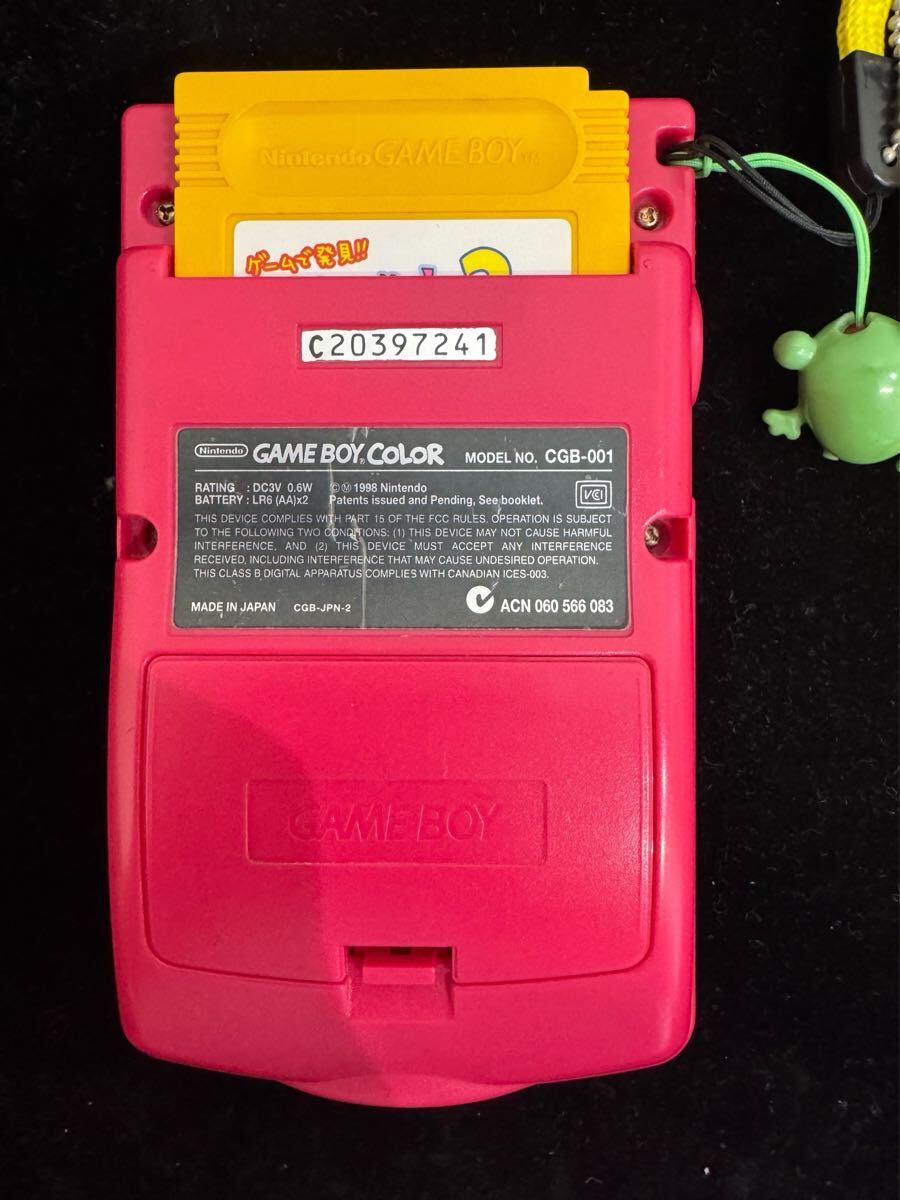 Nintendo GAME BOY™
ゲームで発見!!
C20397241
Nintendo GAME BOY COLOR MODEL NO. CGB-001
RATING : DC3V 0.6W ©Ⓜ1998 Nintendo
BATTERY : LR6 (AA)x2 Patents issued and Pending, See booklet.
VCI
THIS DEVICE COMPLIES WITH PART 15 OF THE FCC RULES. OPERATION IS SUBJECT
TO THE FOLLOWING TWO CONDITIONS: (1) THIS DEVICE MAY NOT CAUSE HARMFUL
INTERFERENCE, AND (2) THIS DEVICE MUST ACCEPT ANY INTERFERENCE
RECEIVED, INCLUDING INTERFERENCE THAT MAY CAUSE UNDESIRED OPERATION.
THIS CLASS B DIGITAL APPARATUS COMPLIES WITH CANADIAN ICES-003.
MADE IN JAPAN CGB-JPN-2 ACN 060 566 083
GAME BOY